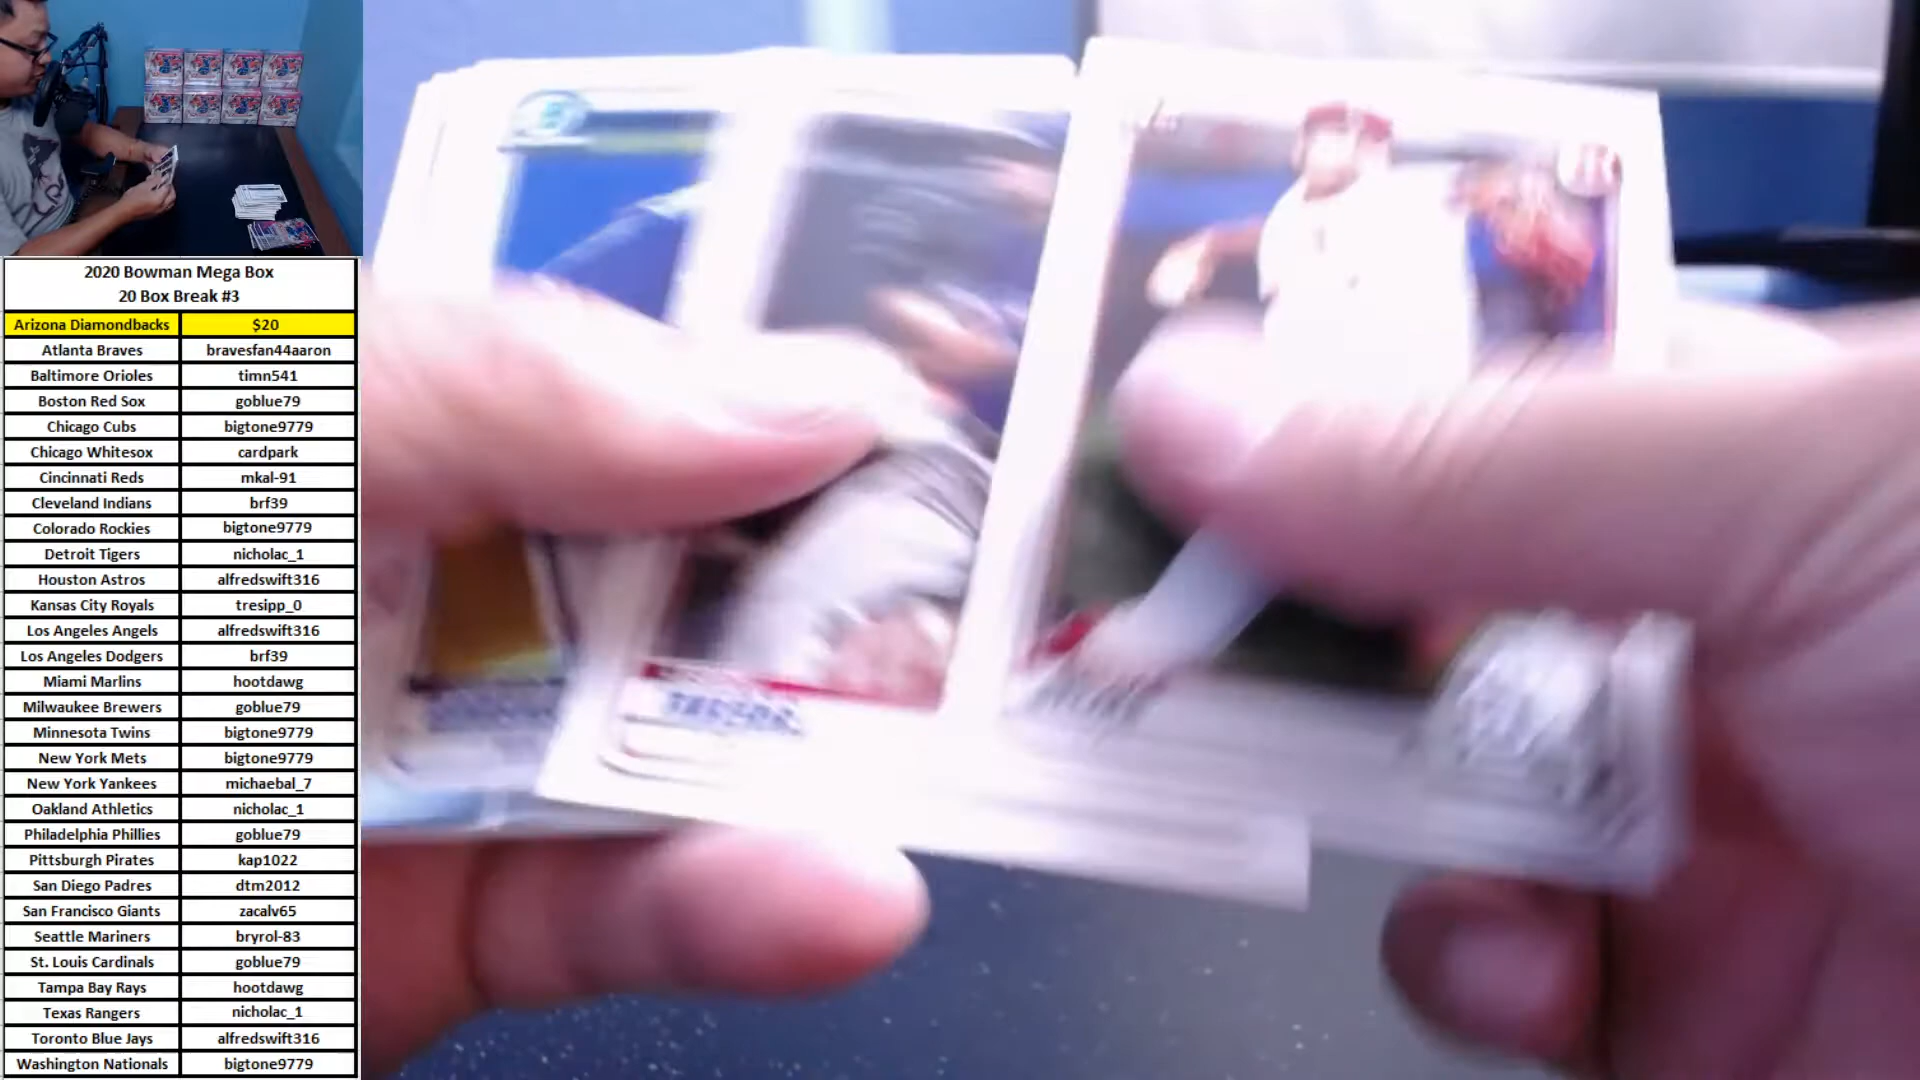 2020 Bowman Mega Box
20 Box Break #3
Arizona Diamondbacks $20
Atlanta Braves bravesfan44aaron
Baltimore Orioles timn541
Boston Red Sox goblue79
Chicago Cubs bigtone9779
Chicago Whitesox cardpark
Cincinnati Reds mkal-91
Cleveland Indians brf39
Colorado Rockies bigtone9779
Detroit Tigers nicholac_1
Houston Astros alfredswift316
Kansas City Royals tresipp_0
Los Angeles Angels alfredswift316
Los Angeles Dodgers brf39
Miami Marlins hootdawg
Milwaukee Brewers goblue79
Minnesota Twins bigtone9779
New York Mets bigtone9779
New York Yankees michaebal_7
Oakland Athletics nicholac_1
Philadelphia Phillies goblue79
Pittsburgh Pirates kap1022
San Diego Padres dtm2012
San Francisco Giants zacalv65
Seattle Mariners bryrol-83
St. Louis Cardinals goblue79
Tampa Bay Rays hootdawg
Texas Rangers nicholac_1
Toronto Blue Jays alfredswift316
Washington Nationals bigtone9779